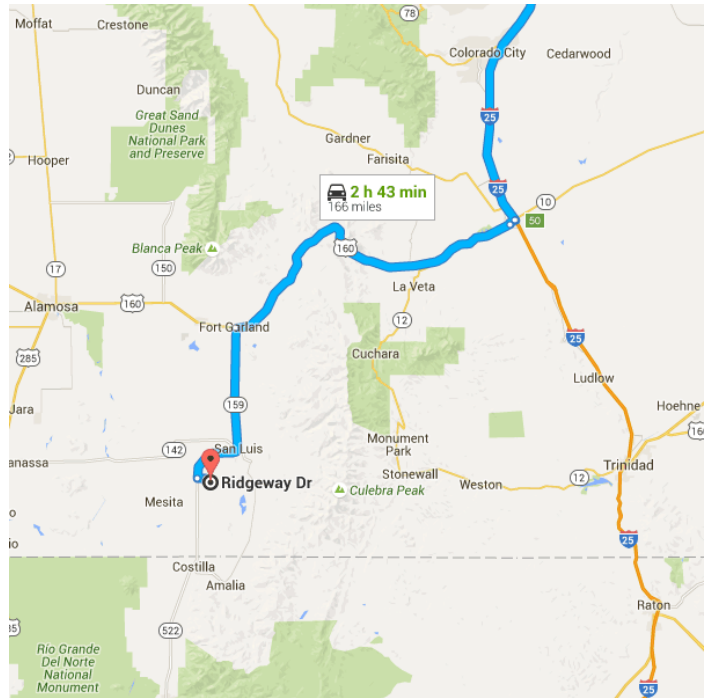 Moffat
Crestone
78
Colorado City
Cedarwood
Duncan
Great Sand
Dunes
National Park
and Preserve
25
Gardner
Hooper
Farisita
25
2 h 43 min
166 miles
10
50
Blanca Peak
160
17
150
La Veta
Alamosa
160
12
Fort Garland
25
285
Cuchara
Ludlow
159
Jara
Hoehne
142
San Luis
Monument
Park
160
anassa
Trinidad
Stonewall
12
Ridgeway Dr
Weston
Culebra Peak
Mesita
o
io
25
Costilla
Amalia
Raton
522
85
Rio Grande
Del Norte
National
Monument
25